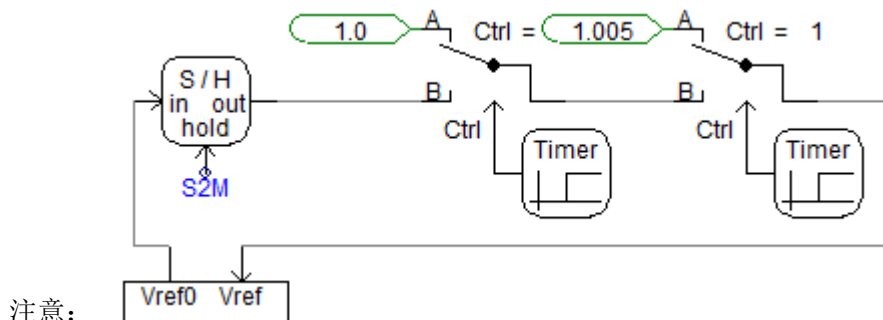 1.0 A Ctrl = 1.005 A Ctrl = 1
S / H
in out
hold
B
Ctrl
B
Ctrl
Timer
Timer
S2M
注意：
Vref0 Vref